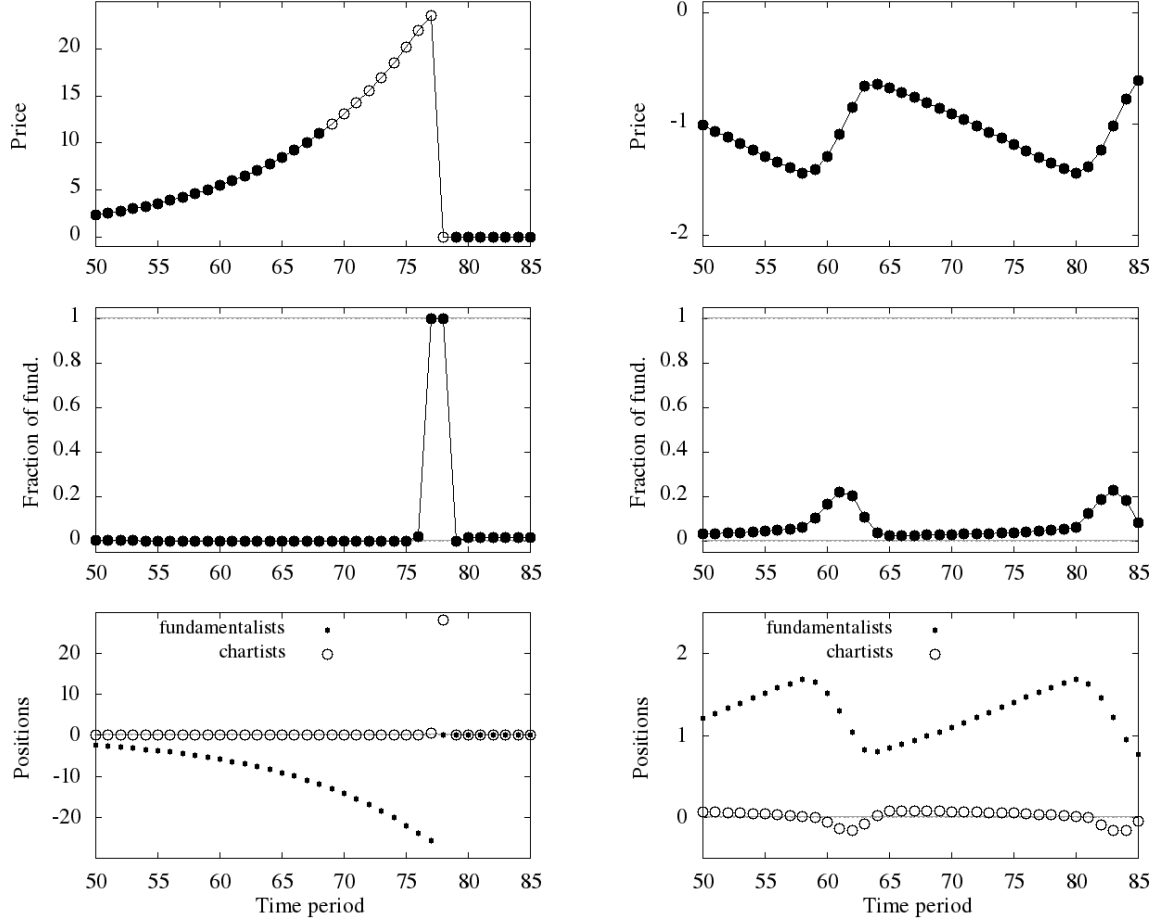 Price
20
15
10
5
0
50 55 60 65 70 75 80 85
Price
0
-1
-2
50 55 60 65 70 75 80 85
Fraction of fund.
1
0.8
0.6
0.4
0.2
0
50 55 60 65 70 75 80 85
Fraction of fund.
1
0.8
0.6
0.4
0.2
0
50 55 60 65 70 75 80 85
Positions
fundamentalists
chartists
20
10
0
-10
-20
50 55 60 65 70 75 80 85
Time period
Positions
fundamentalists
chartists
2
1
0
50 55 60 65 70 75 80 85
Time period